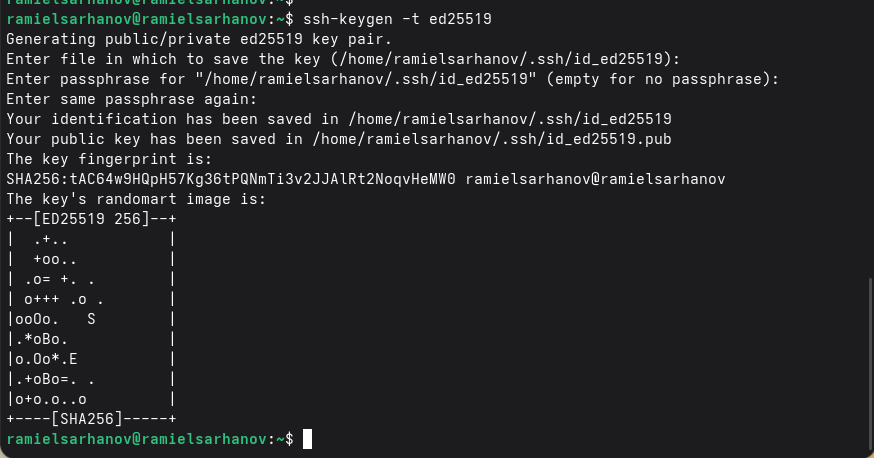 ramielsarhanov@ramielsarhanov:~$
ramielsarhanov@ramielsarhanov:~$ ssh-keygen -t ed25519
Generating public/private ed25519 key pair.
Enter file in which to save the key (/home/ramielsarhanov/.ssh/id_ed25519):
Enter passphrase for "/home/ramielsarhanov/.ssh/id_ed25519" (empty for no passphrase):
Enter same passphrase again:
Your identification has been saved in /home/ramielsarhanov/.ssh/id_ed25519
Your public key has been saved in /home/ramielsarhanov/.ssh/id_ed25519.pub
The key fingerprint is:
SHA256:tAC64w9HQpH57Kg36tPQNmTi3v2JJAlRt2NoqvHeMW0 ramielsarhanov@ramielsarhanov
The key's randomart image is:
+--[ED25519 256]--+
|  .+..           |
|  +oo..          |
| .o= +. .        |
| o+++ .o .       |
|ooOo.   S        |
|.*oBo.           |
|o.Oo*.E          |
|.+oBo=. .        |
|o+o.o..o         |
+----[SHA256]-----+
ramielsarhanov@ramielsarhanov:~$